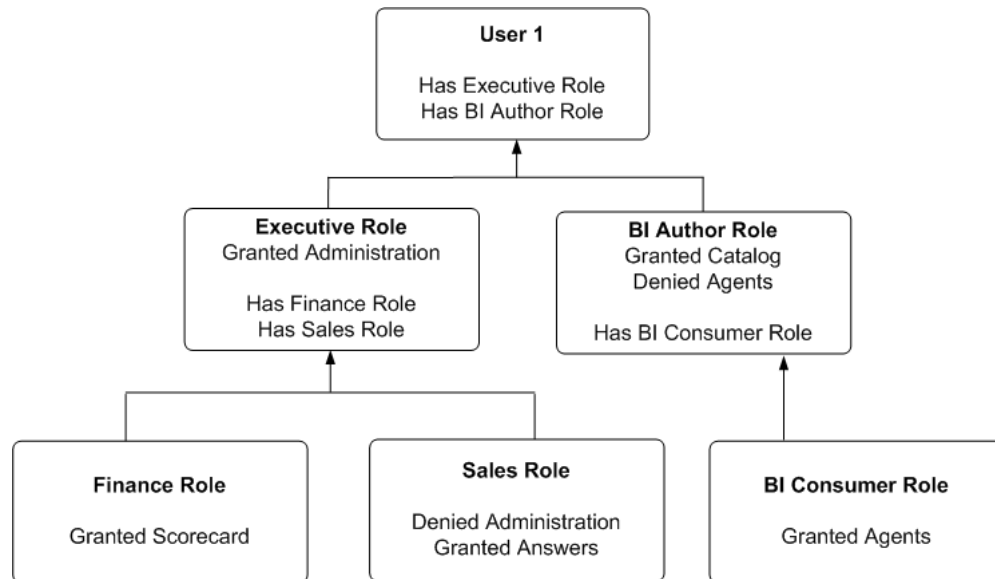 User 1
Has Executive Role
Has BI Author Role
Executive Role
Granted Administration
Has Finance Role
Has Sales Role
BI Author Role
Granted Catalog
Denied Agents
Has BI Consumer Role
Finance Role
Granted Scorecard
Sales Role
Denied Administration
Granted Answers
BI Consumer Role
Granted Agents